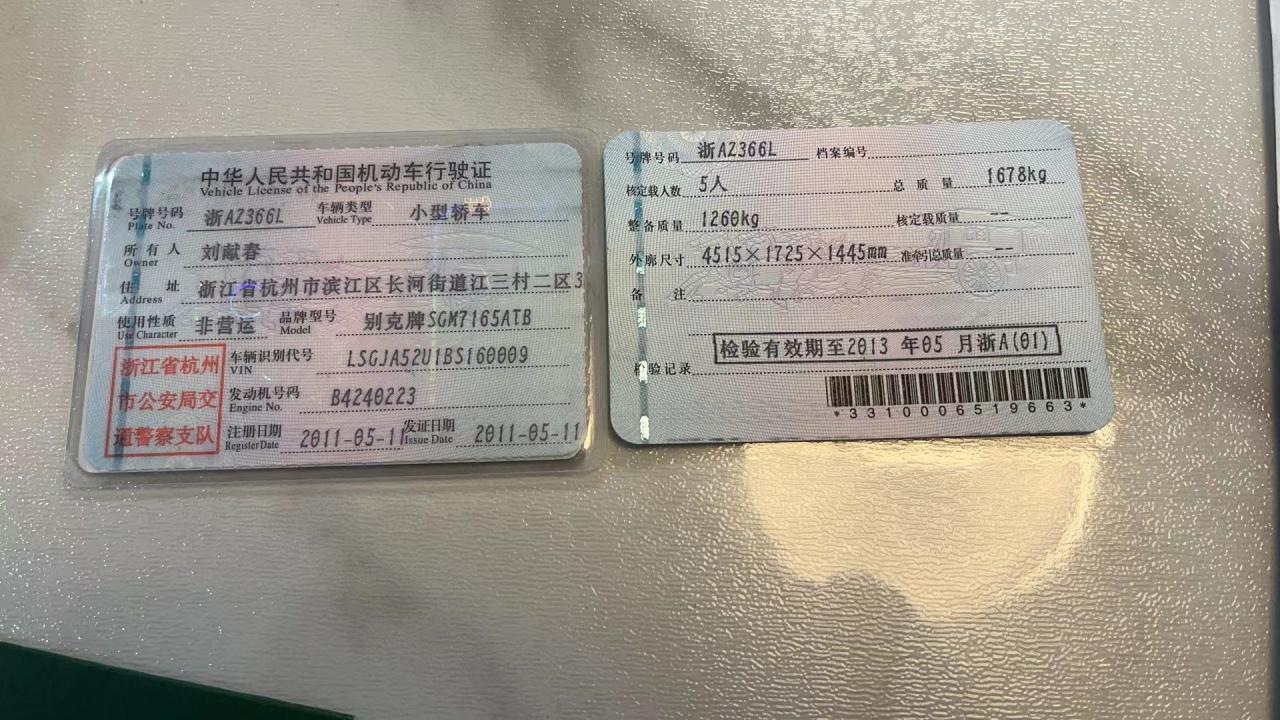 中华人民共和国机动车行驶证
Vehicle License of the People's Republic of China
号牌号码 浙AZ366L 车辆类型 小型轿车
Plate No. Vehicle Type
所有人 刘献春
Owner
住址 浙江省杭州市滨江区长河街道江三村二区3
Address
使用性质 非营运 品牌型号 别克牌SGM7165ATB
Use Character Model
浙江省杭州
市公安局交
通警察支队
车辆识别代号 LSGJA52U1BS160009
VIN
发动机号码 B4240223
Engine No.
注册日期 2011-05-11 发证日期 2011-05-11
Register Date Issue Date
号牌号码 浙AZ366L 档案编号
核定载人数 5人 总质量 1678kg
整备质量 1260kg 核定载质量 --
外廓尺寸 4515×1725×1445mm 准牵引总质量 --
备注
检验有效期至2013 年05 月浙A(01)
检验记录
*3310006519663*